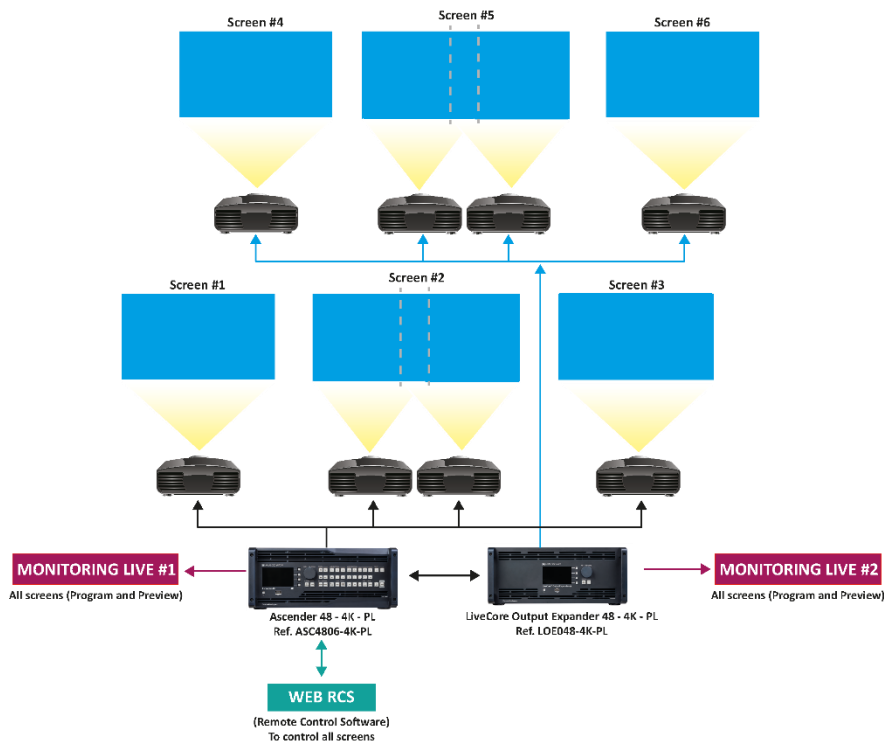 Screen #4
Screen #5
Screen #6
Screen #1
Screen #2
Screen #3
MONITORING LIVE #1
All screens (Program and Preview)
Ascender 48 - 4K - PL
Ref. ASC4806-4K-PL
LiveCore Output Expander 48 - 4K - PL
Ref. LOE048-4K-PL
MONITORING LIVE #2
All screens (Program and Preview)
WEB RCS
(Remote Control Software)
To control all screens